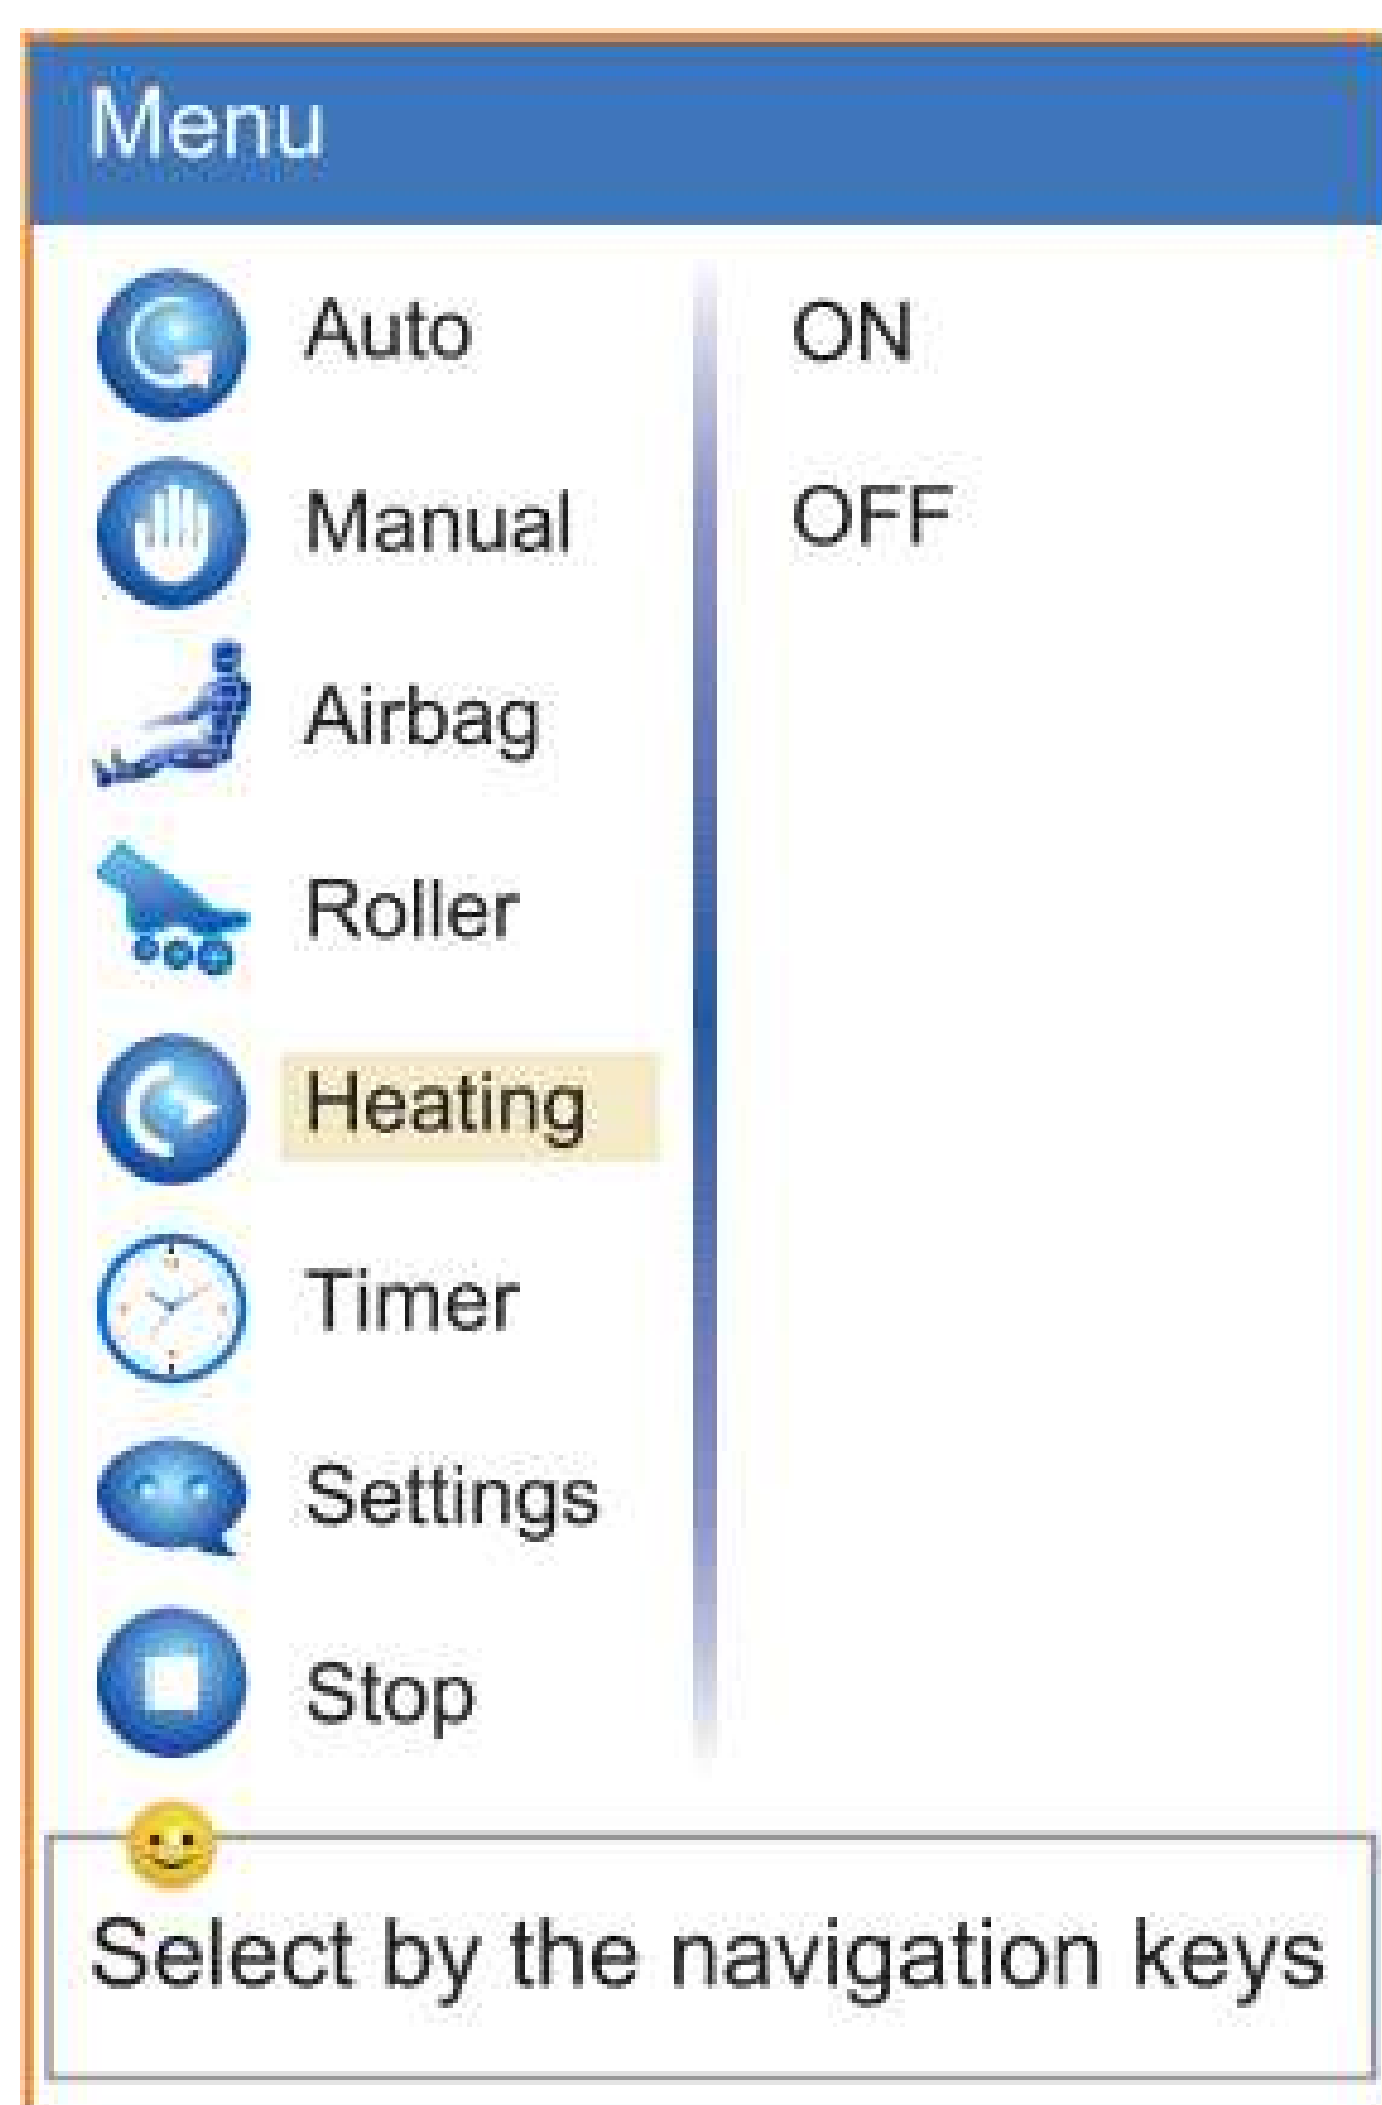 Menu
Auto
Manual
Airbag
Roller
Heating
Timer
Settings
Stop
ON
OFF
Select by the navigation keys